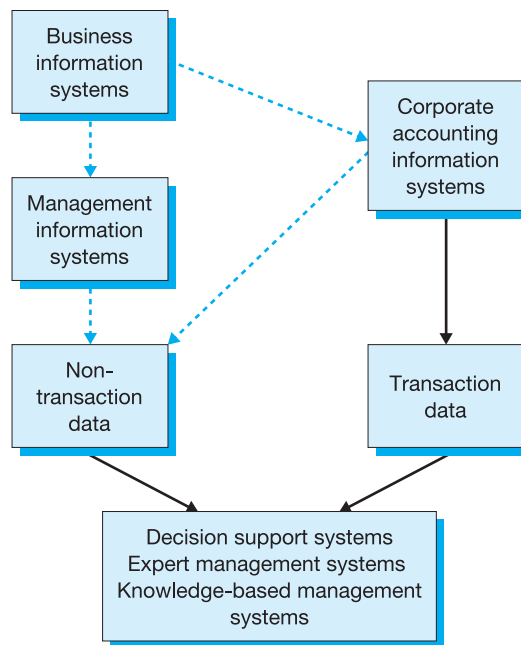 Business
information
systems
Corporate
accounting
information
systems
Management
information
systems
Non-
transaction
data
Transaction
data
Decision support systems
Expert management systems
Knowledge-based management
systems